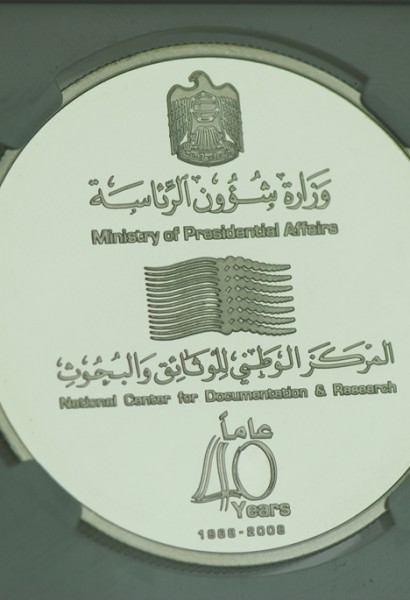 وزارة شؤون الرئاسة
Ministry of Presidential Affairs
المركز الوطني للوثائق والبحوث
National Center for Documentation & Research
عاماً
40
Years
1968-2008